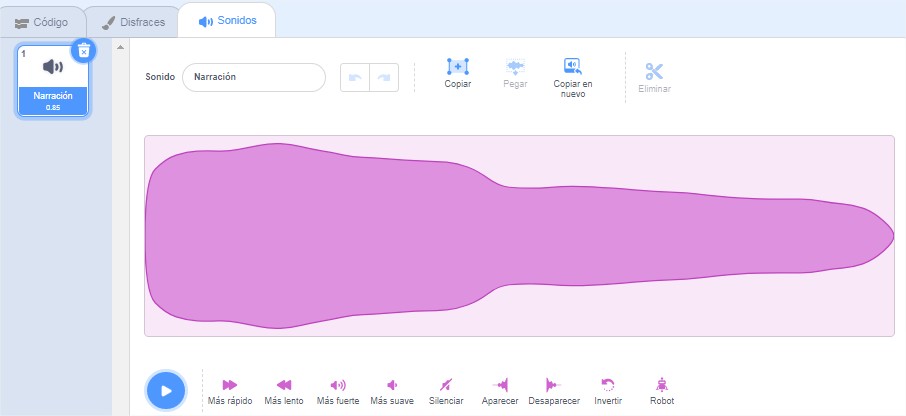 Código
Disfraces
Sonidos
1
Narración
0.85
Sonido
Narración
Copiar
Pegar
Copiar en
nuevo
Eliminar
Más rápido
Más lento
Más fuerte
Más suave
Silenciar
Aparecer
Desaparecer
Invertir
Robot